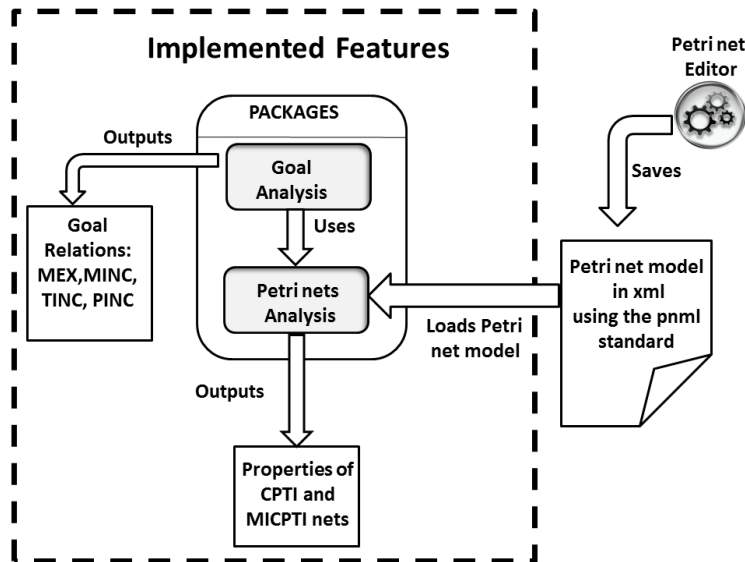 Implemented Features
Petri net
Editor
PACKAGES
Outputs
Goal
Analysis
Saves
Uses
Goal
Relations:
MEX,MINC,
TINC, PINC
Petri nets
Analysis
Loads Petri
net model
Petri net model
in xml
using the pnml
standard
Outputs
Properties of
CPTI and
MICPTI nets